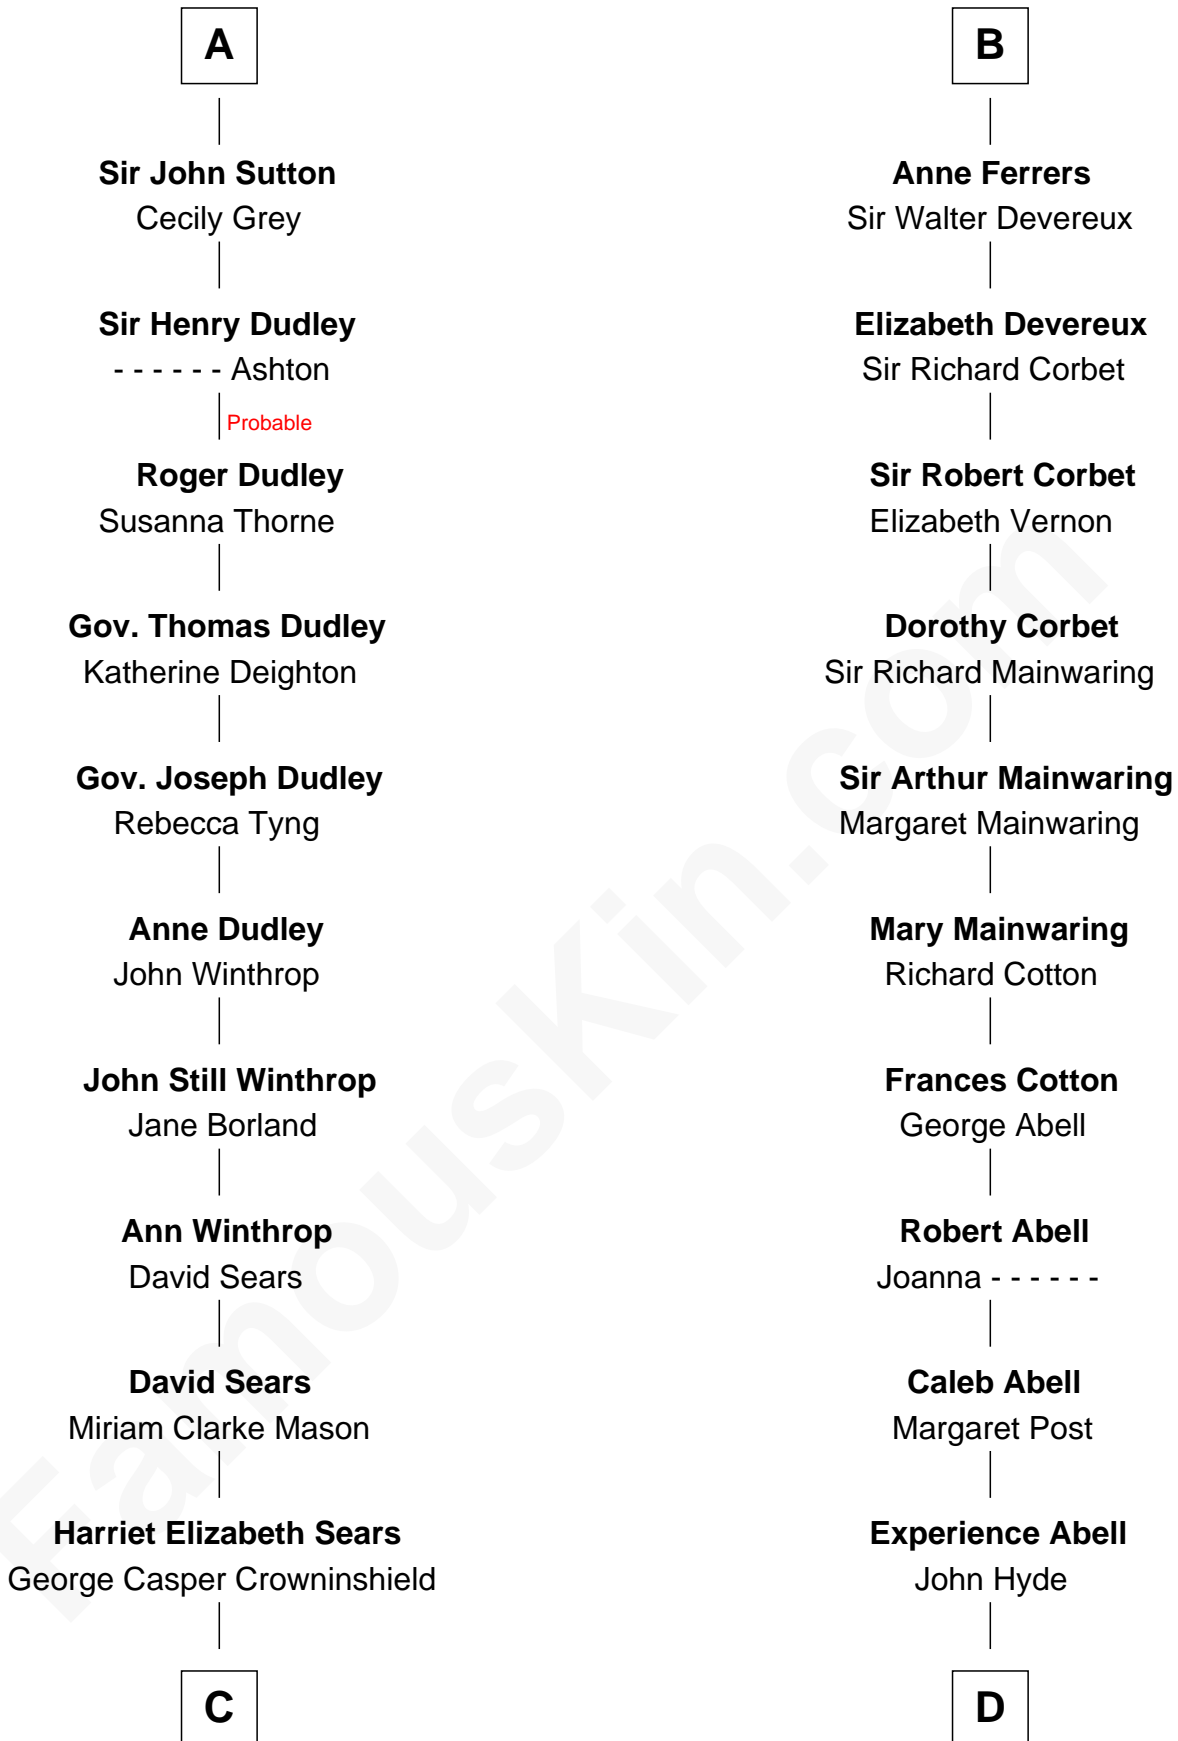 A
Sir John Sutton
Cecily Grey
Sir Henry Dudley
- - - - - - Ashton
Probable
Roger Dudley
Susanna Thorne
Gov. Thomas Dudley
Katherine Deighton
Gov. Joseph Dudley
Rebecca Tyng
Anne Dudley
John Winthrop
John Still Winthrop
Jane Borland
Ann Winthrop
David Sears
David Sears
Miriam Clarke Mason
Harriet Elizabeth Sears
George Casper Crowninshield
C
B
Anne Ferrers
Sir Walter Devereux
Elizabeth Devereux
Sir Richard Corbet
Sir Robert Corbet
Elizabeth Vernon
Dorothy Corbet
Sir Richard Mainwaring
Sir Arthur Mainwaring
Margaret Mainwaring
Mary Mainwaring
Richard Cotton
Frances Cotton
George Abell
Robert Abell
Joanna - - - - - -
Caleb Abell
Margaret Post
Experience Abell
John Hyde
D
FamousKin.com